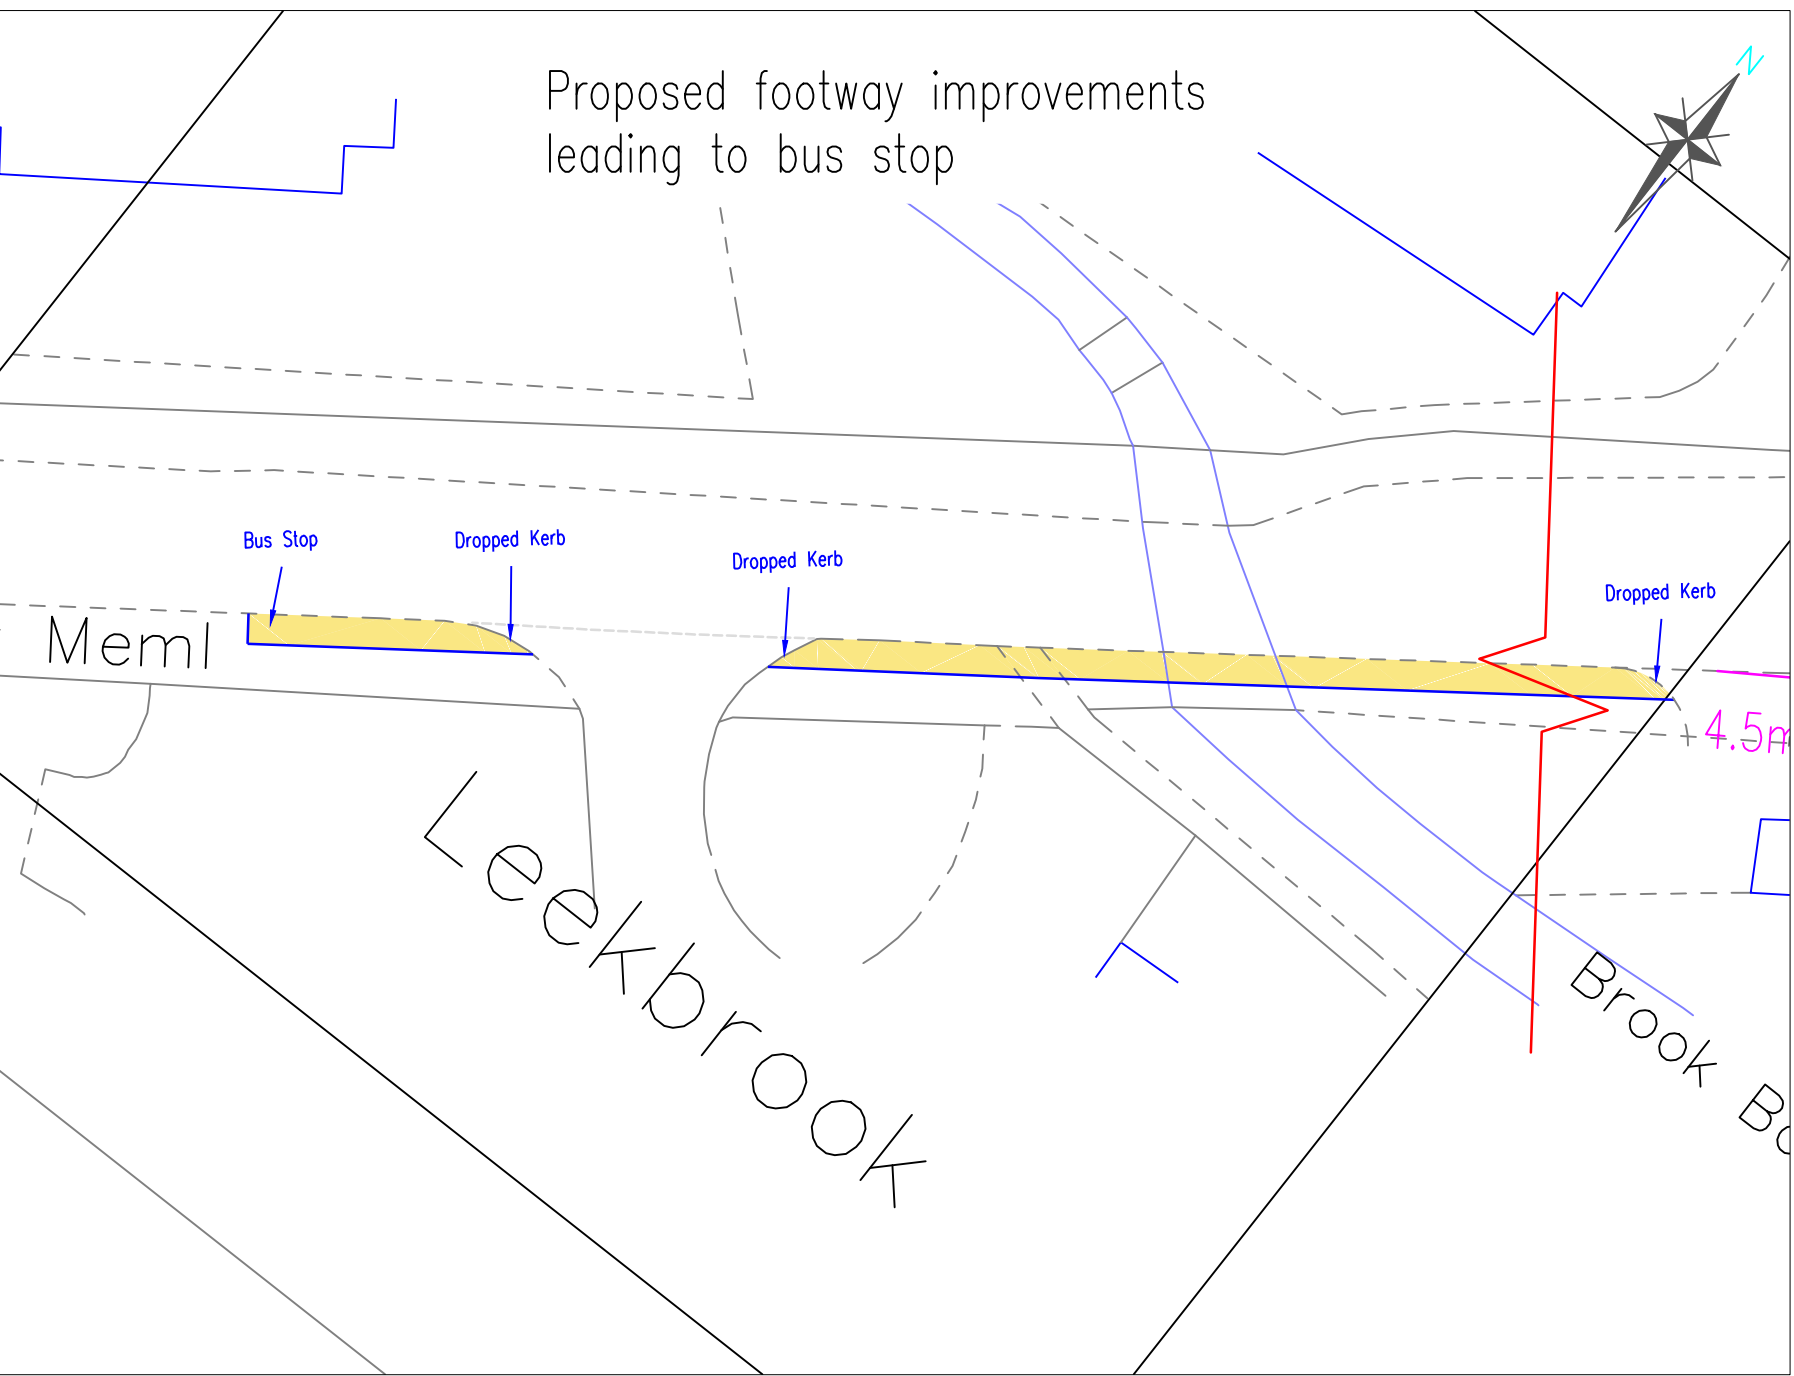 N
Proposed footway improvements
leading to bus stop
Bus Stop
Dropped Kerb
Dropped Kerb
Dropped Kerb
Meml
4.5m
Leekbrook
Brook